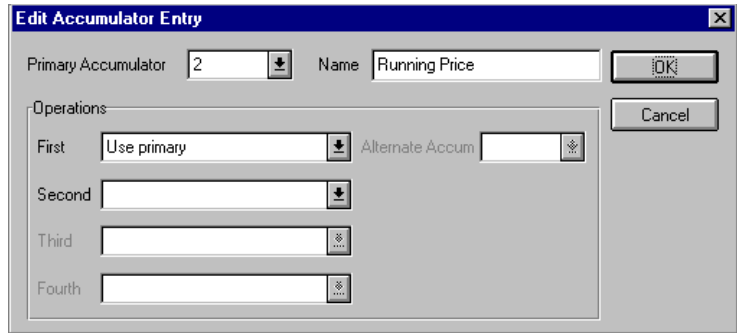 Edit Accumulator Entry
Primary Accumulator 2 Name Running Price OK
Operations Cancel
First Use primary Alternate Accum
Second
Third
Fourth